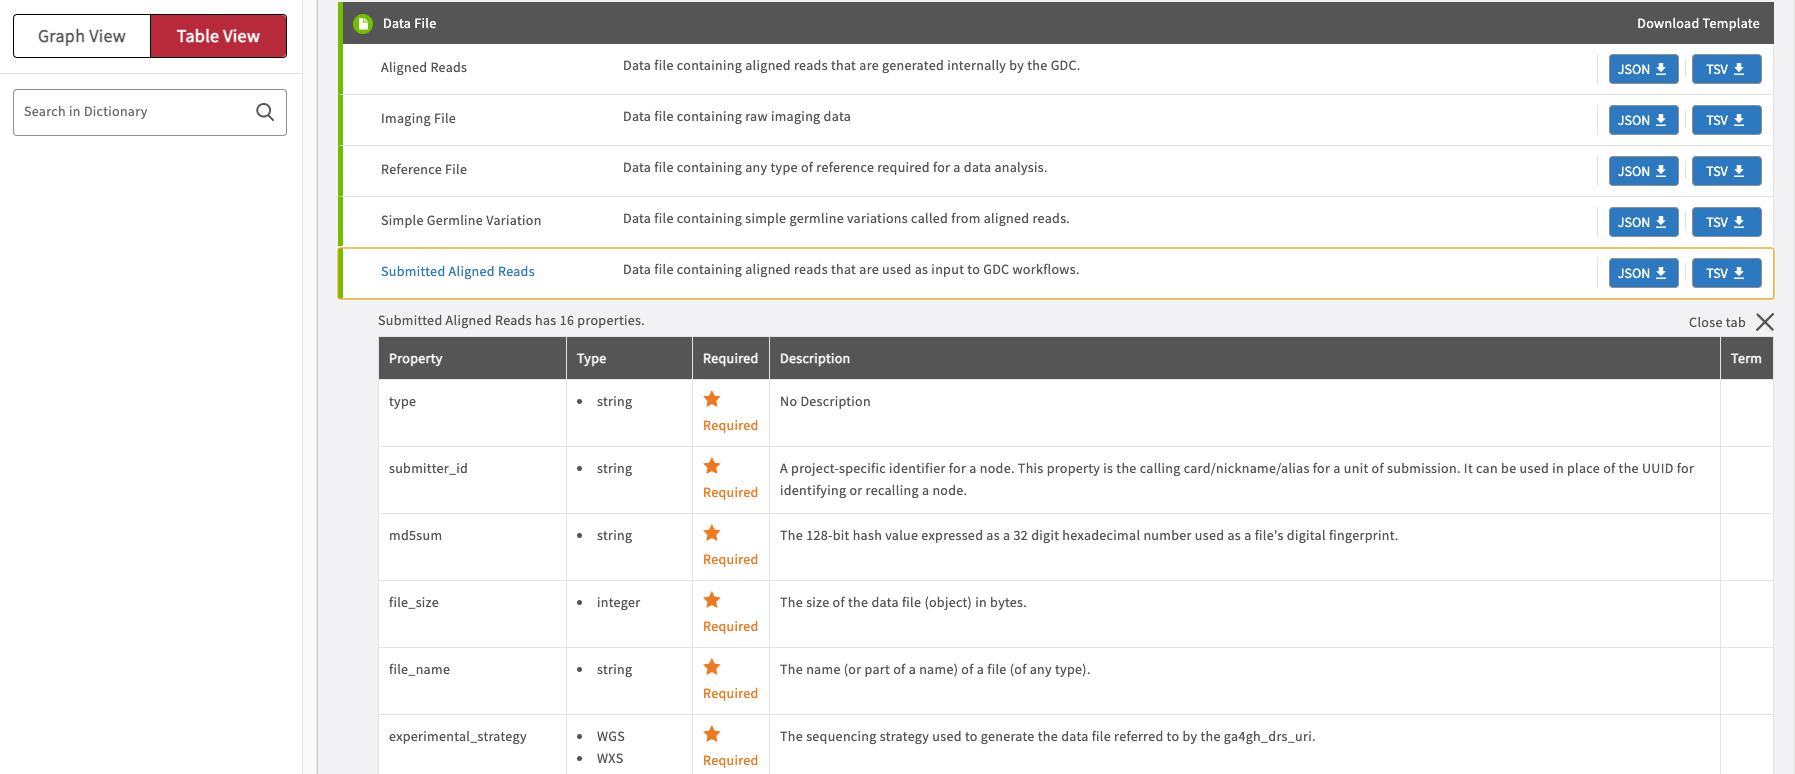 Graph View
Table View
Search in Dictionary
Data File
Download Template
Aligned Reads
Data file containing aligned reads that are generated internally by the GDC.
JSON
TSV
Imaging File
Data file containing raw imaging data
JSON
TSV
Reference File
Data file containing any type of reference required for a data analysis.
JSON
TSV
Simple Germline Variation
Data file containing simple germline variations called from aligned reads.
JSON
TSV
Submitted Aligned Reads
Data file containing aligned reads that are used as input to GDC workflows.
JSON
TSV
Submitted Aligned Reads has 16 properties.
Close tab
Property
Type
Required
Description
Term
type
string
Required
No Description
submitter_id
string
Required
A project-specific identifier for a node. This property is the calling card/nickname/alias for a unit of submission. It can be used in place of the UUID for
identifying or recalling a node.
md5sum
string
Required
The 128-bit hash value expressed as a 32 digit hexadecimal number used as a file's digital fingerprint.
file_size
integer
Required
The size of the data file (object) in bytes.
file_name
string
Required
The name (or part of a name) of a file (of any type).
experimental_strategy
WGS
WXS
Required
The sequencing strategy used to generate the data file referred to by the ga4gh_drs_uri.